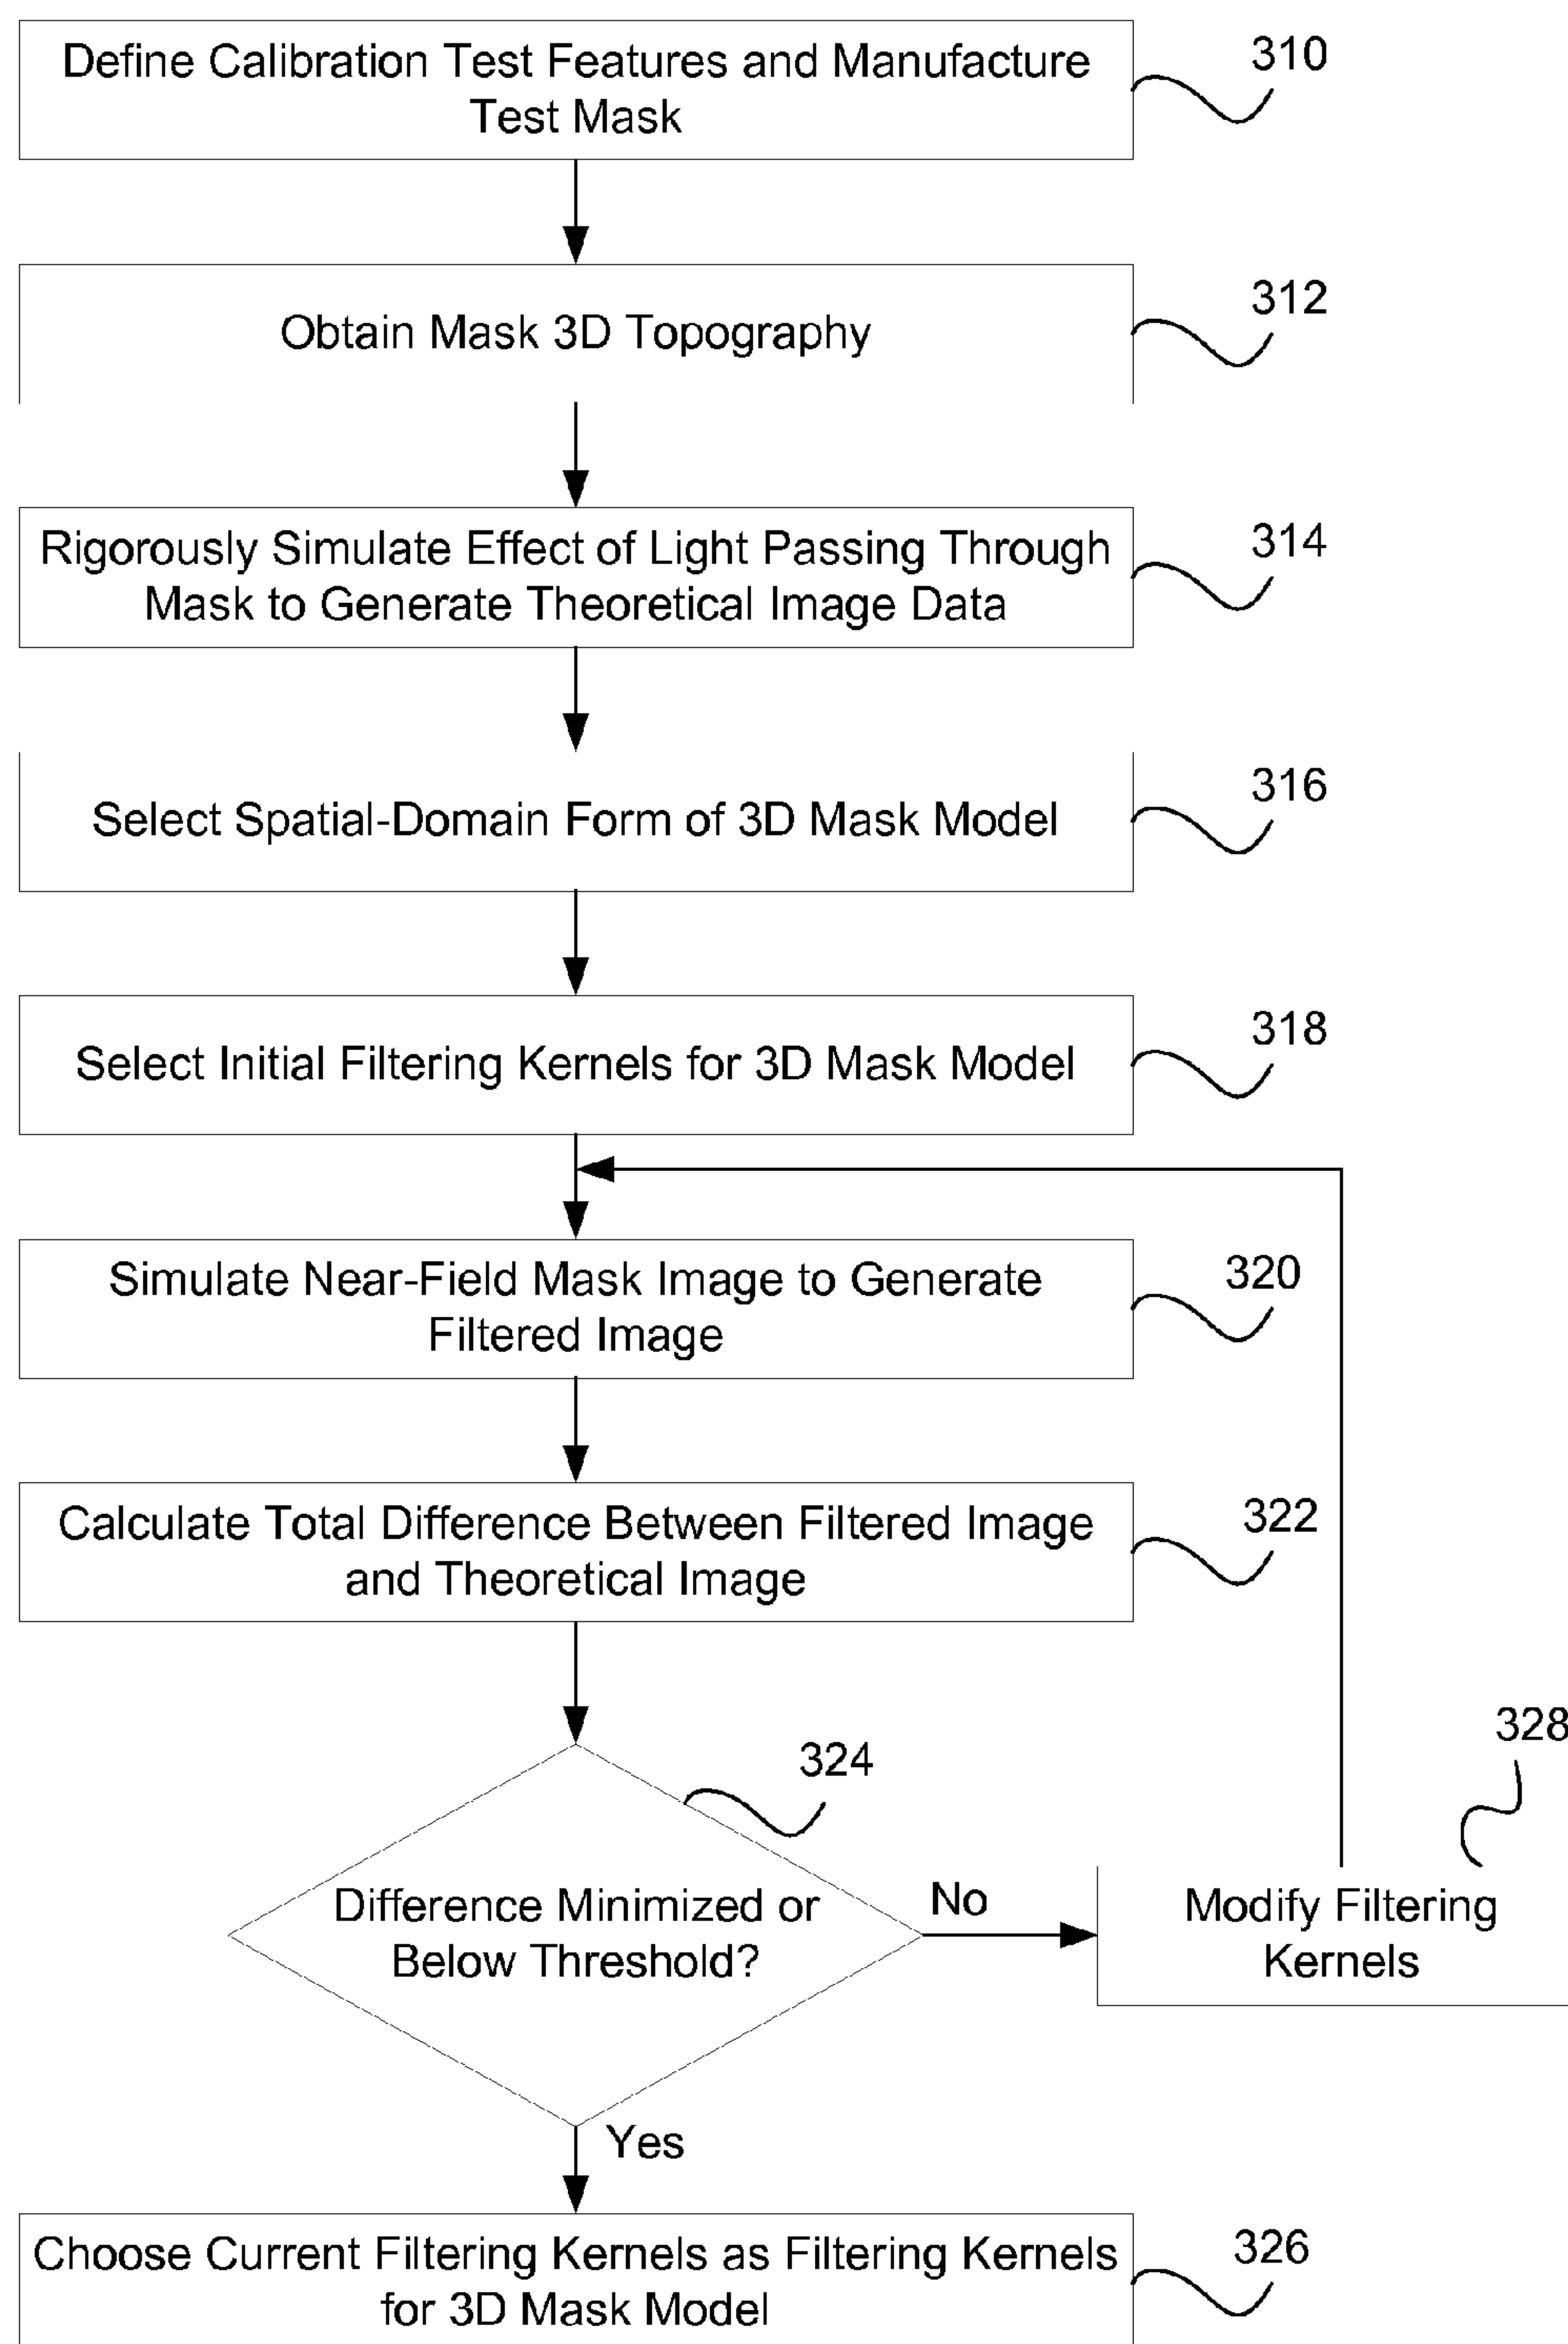 Define Calibration Test Features and Manufacture
Test Mask
310
Obtain Mask 3D Topography
312
Rigorously Simulate Effect of Light Passing Through
Mask to Generate Theoretical Image Data
314
Select Spatial-Domain Form of 3D Mask Model
316
Select Initial Filtering Kernels for 3D Mask Model
318
Simulate Near-Field Mask Image to Generate
Filtered Image
320
Calculate Total Difference Between Filtered Image
and Theoretical Image
322
324
Difference Minimized or
Below Threshold?
No
328
Modify Filtering
Kernels
Yes
Choose Current Filtering Kernels as Filtering Kernels
for 3D Mask Model
326